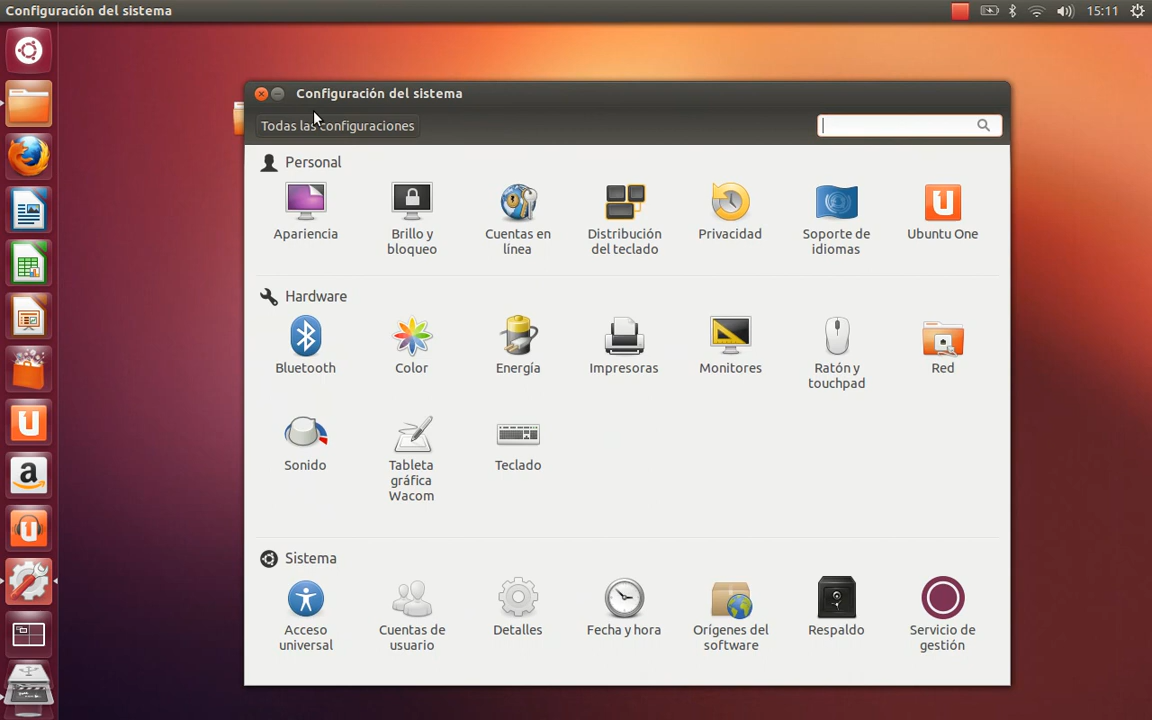 Configuración del sistema
15:11
Configuración del sistema
Todas las configuraciones
Personal
Apariencia
Brillo y
bloqueo
Cuentas en
línea
Distribución
del teclado
Privacidad
Soporte de
idiomas
Ubuntu One
Hardware
Bluetooth
Color
Energía
Impresoras
Monitores
Ratón y
touchpad
Red
Sonido
Tableta
gráfica
Wacom
Teclado
Sistema
Acceso
universal
Cuentas de
usuario
Detalles
Fecha y hora
Orígenes del
software
Respaldo
Servicio de
gestión